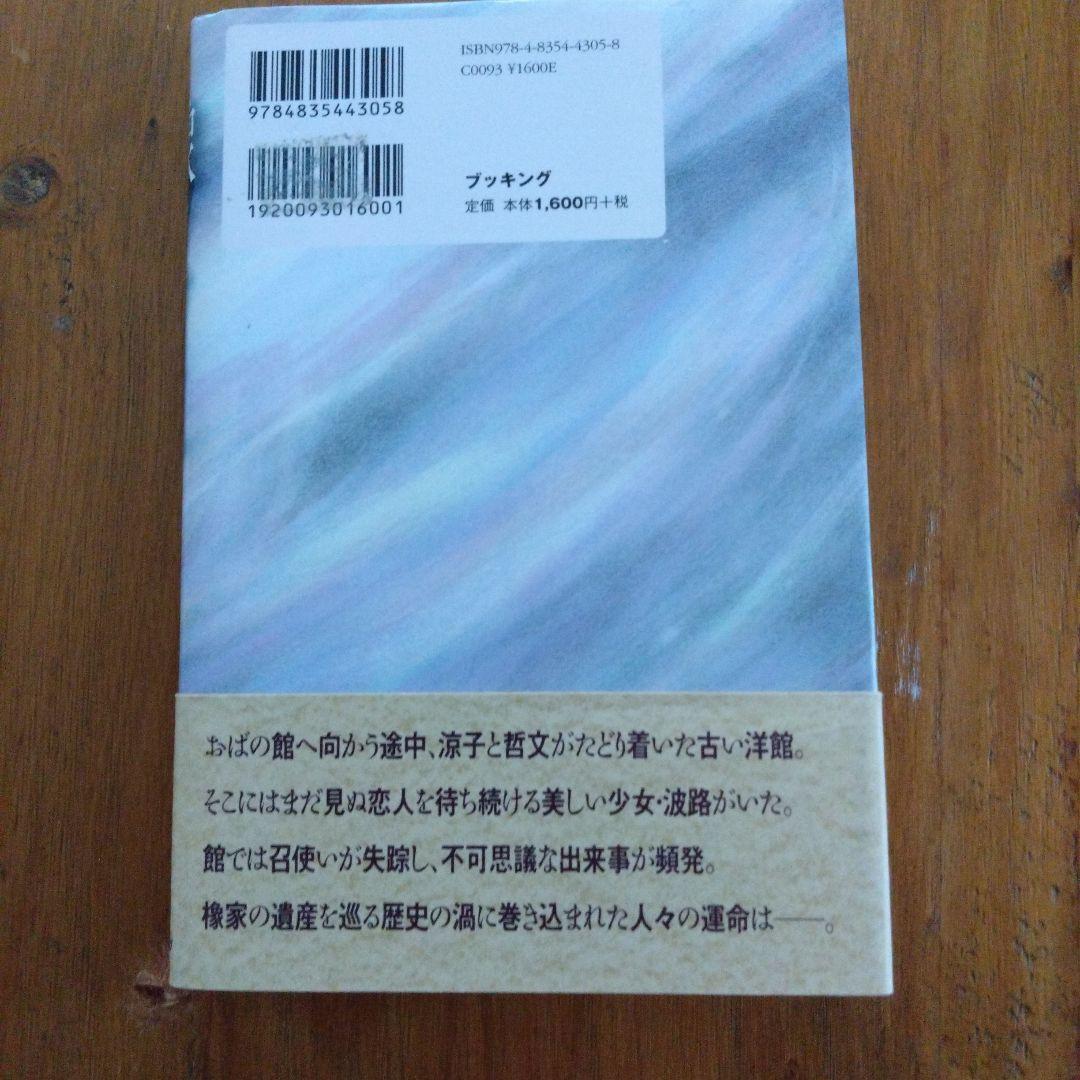 ISBN978-4-8354-4305-8
C0093 ¥1600E
9784835443058
1920093016001
ブッキング
定価 本体1,600円+税
おばの館へ向かう途中、涼子と哲文がたどり着いた古い洋館。
そこにはまだ見ぬ恋人を待ち続ける美しい少女・波路がいた。
館では召使いが失踪し、不可思議な出来事が頻発。
橡家の遺産を巡る歴史の渦に巻き込まれた人々の運命は――。